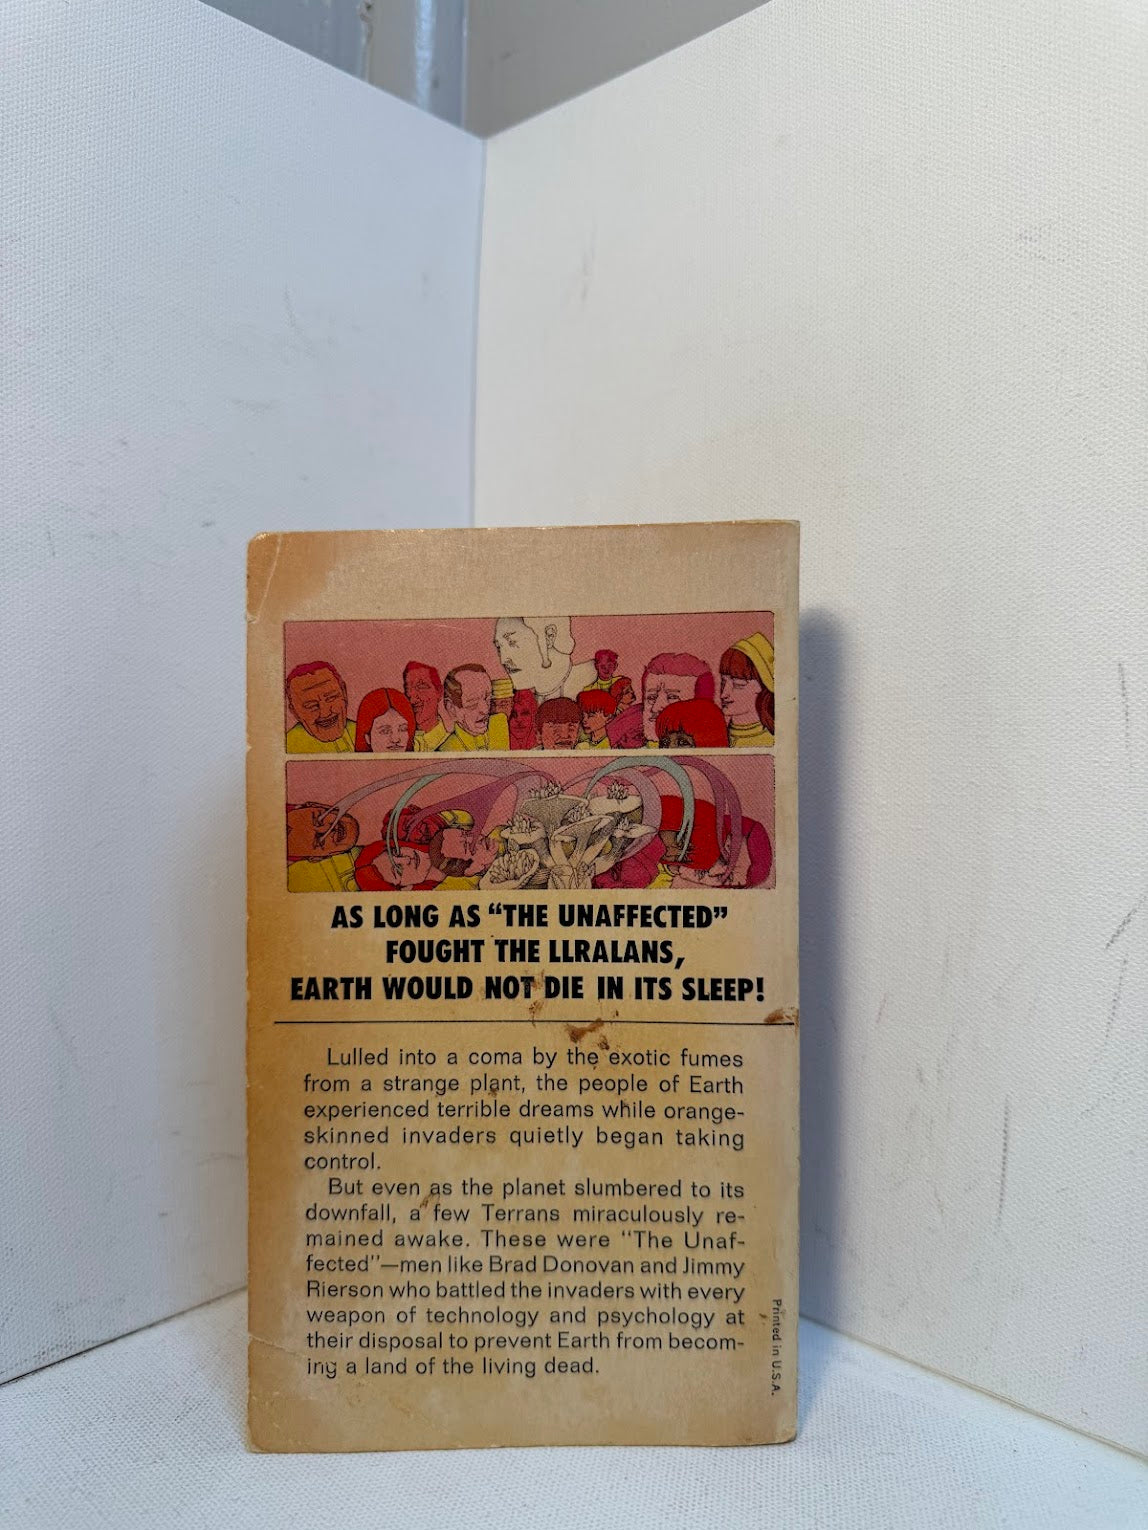 AS LONG AS “THE UNAFFECTED”
FOUGHT THE LLRALANS,
EARTH WOULD NOT DIE IN ITS SLEEP!
Lulled into a coma by the exotic fumes
from a strange plant, the people of Earth
experienced terrible dreams while orange-
skinned invaders quietly began taking
control.
But even as the planet slumbered to its
downfall, a few Terrans miraculously re-
mained awake. These were “The Unaf-
fected”—men like Brad Donovan and Jimmy
Rierson who battled the invaders with every
weapon of technology and psychology at
their disposal to prevent Earth from becom-
ing a land of the living dead.
Printed in U.S.A.